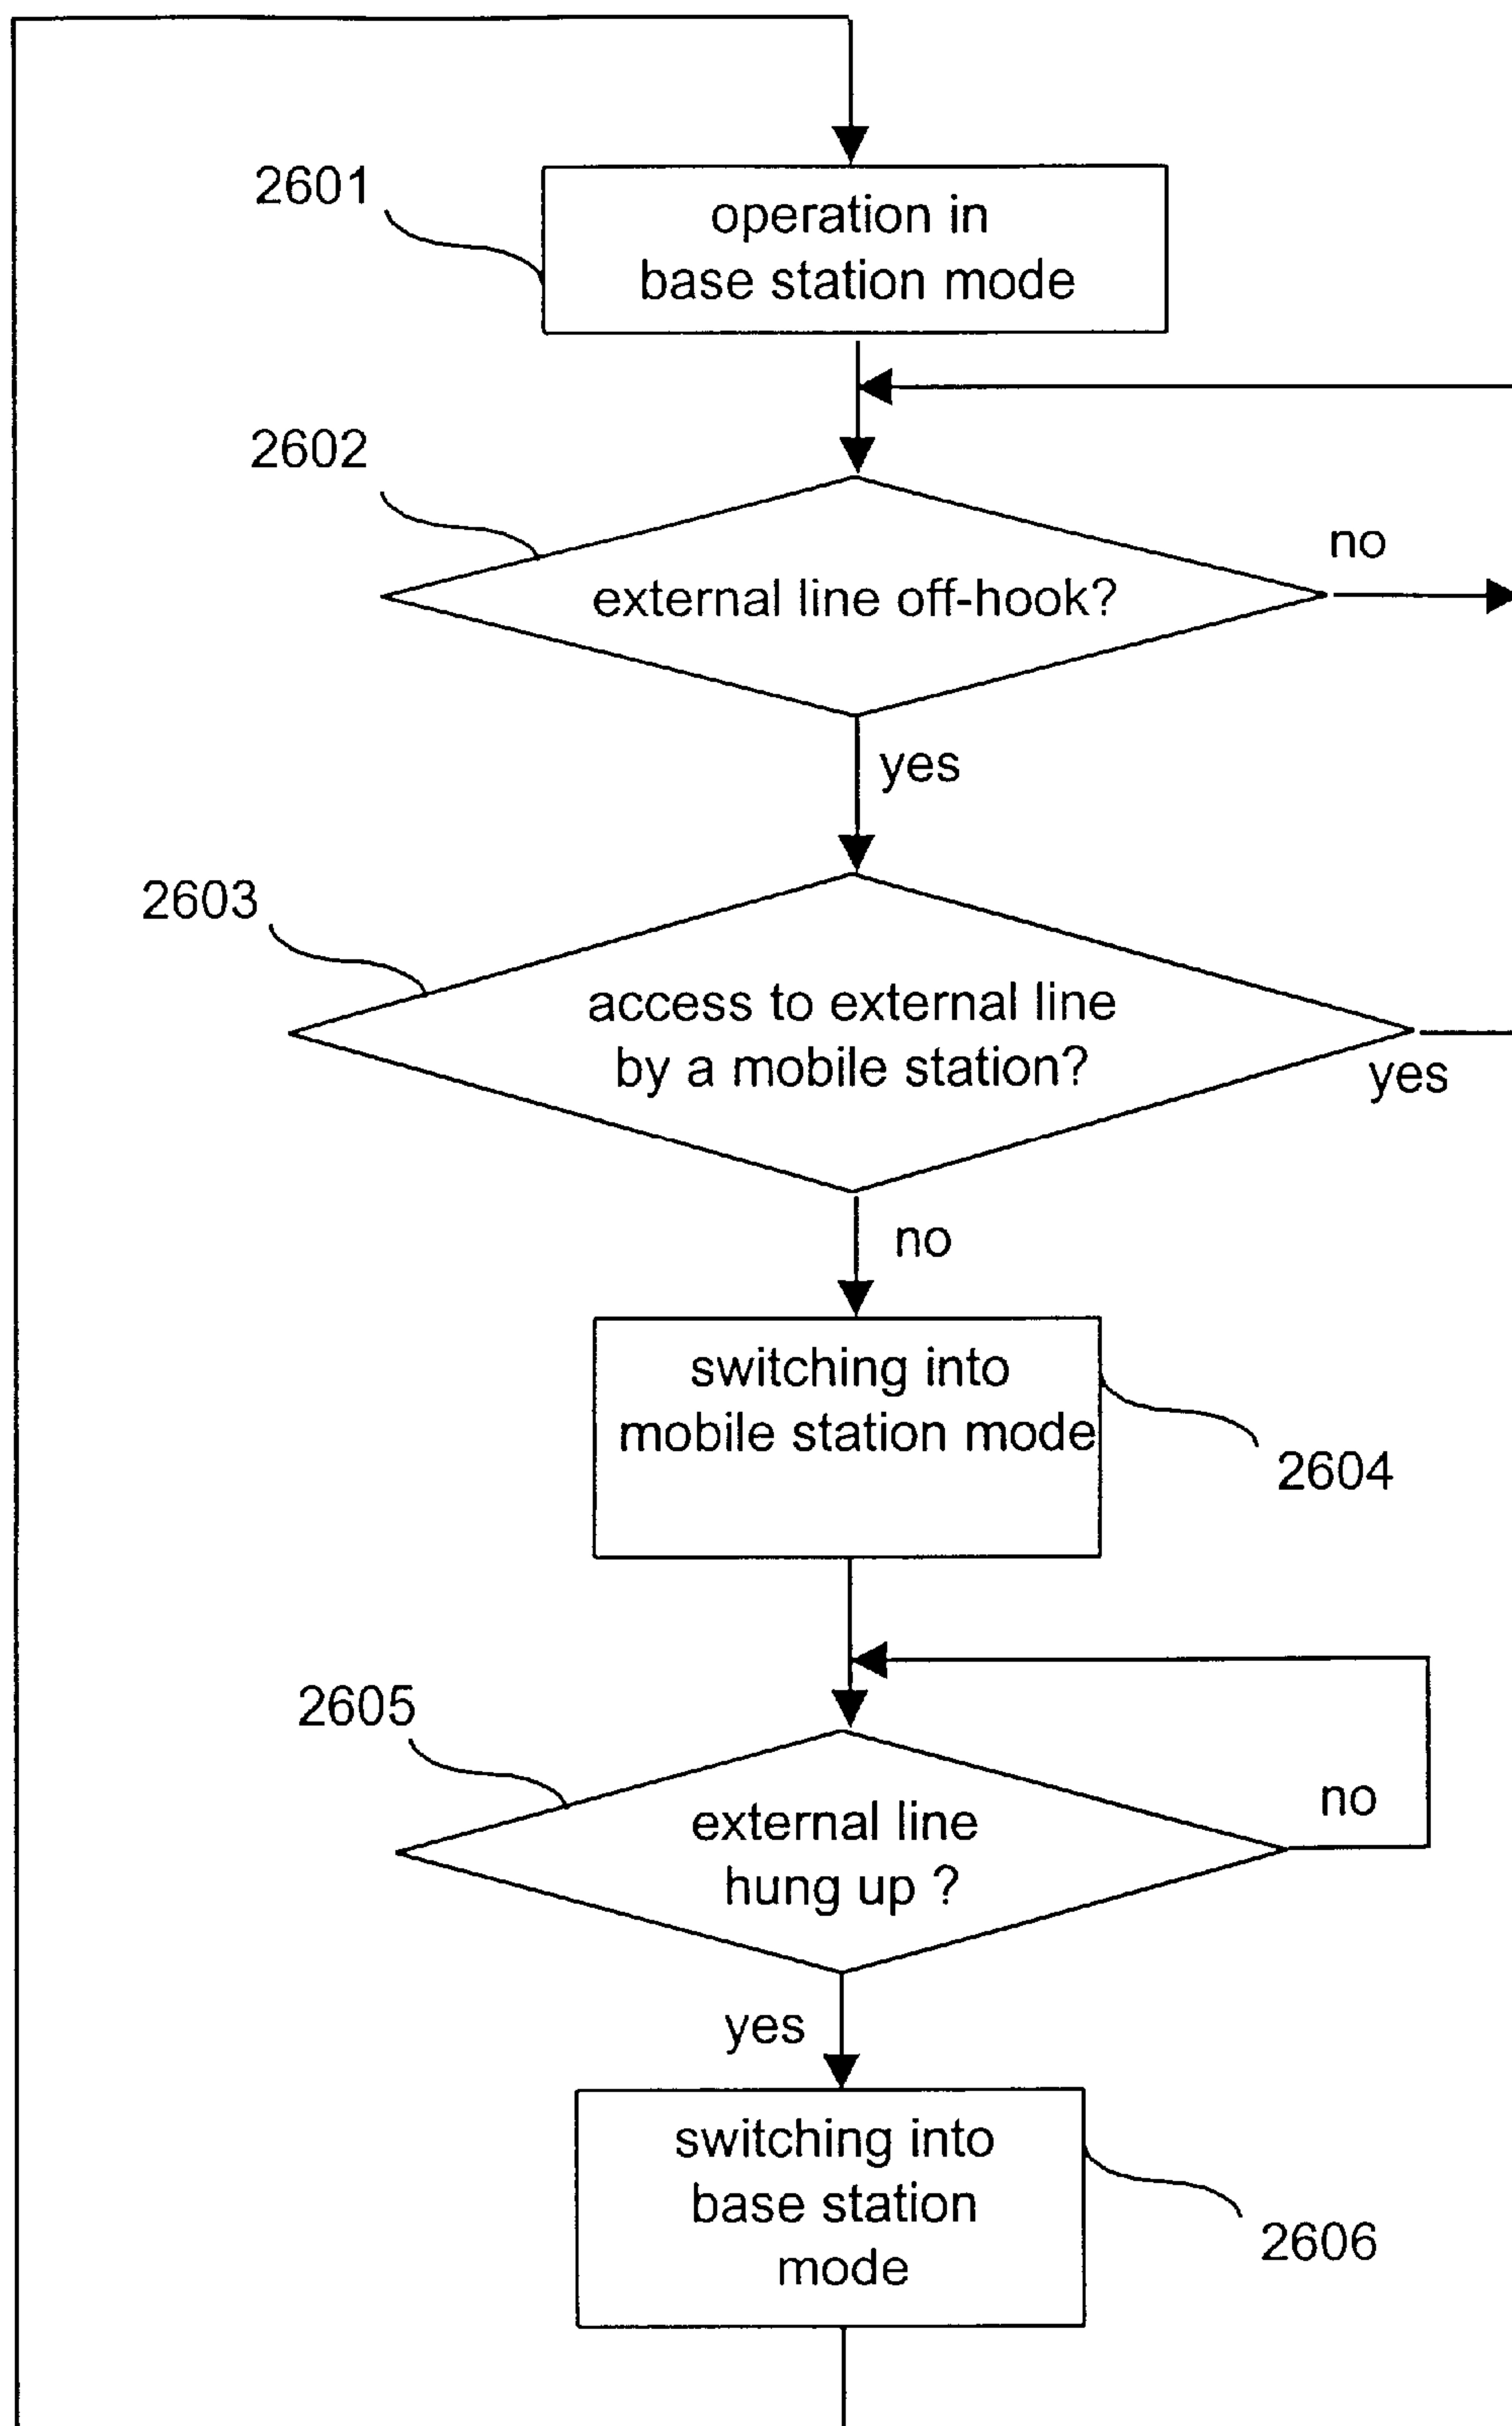 2601
operation in
base station mode
2602
no
external line off-hook?
yes
2603
access to external line
by a mobile station?
yes
no
switching into
mobile station mode
2604
2605
external line
hung up ?
no
yes
switching into
base station
mode
2606